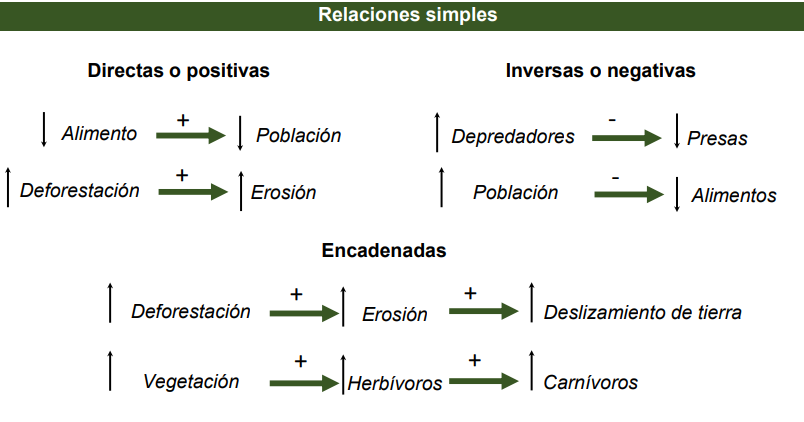 Relaciones simples
Directas o positivas
Inversas o negativas
Alimento + Población
Depredadores - Presas
Deforestación + Erosión
Población - Alimentos
Encadenadas
Deforestación + Erosión + Deslizamiento de tierra
Vegetación + Herbívoros + Carnívoros